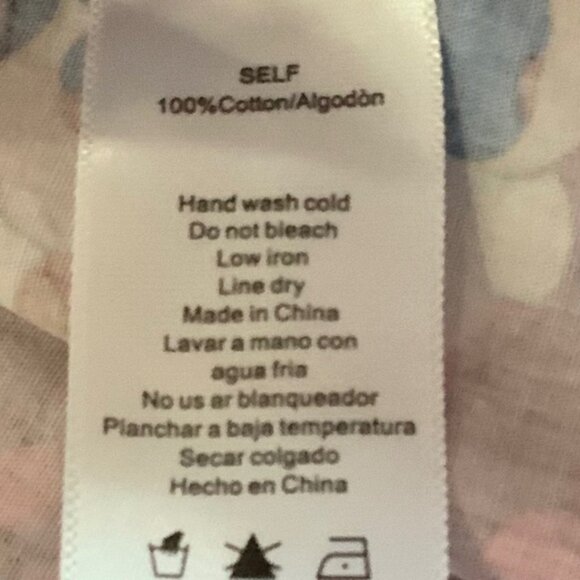 SELF
100%Cotton/Algodòn
Hand wash cold
Do not bleach
Low iron
Line dry
Made in China
Lavar a mano con
agua fria
No us ar blanqueador
Planchar a baja temperatura
Secar colgado
Hecho en China